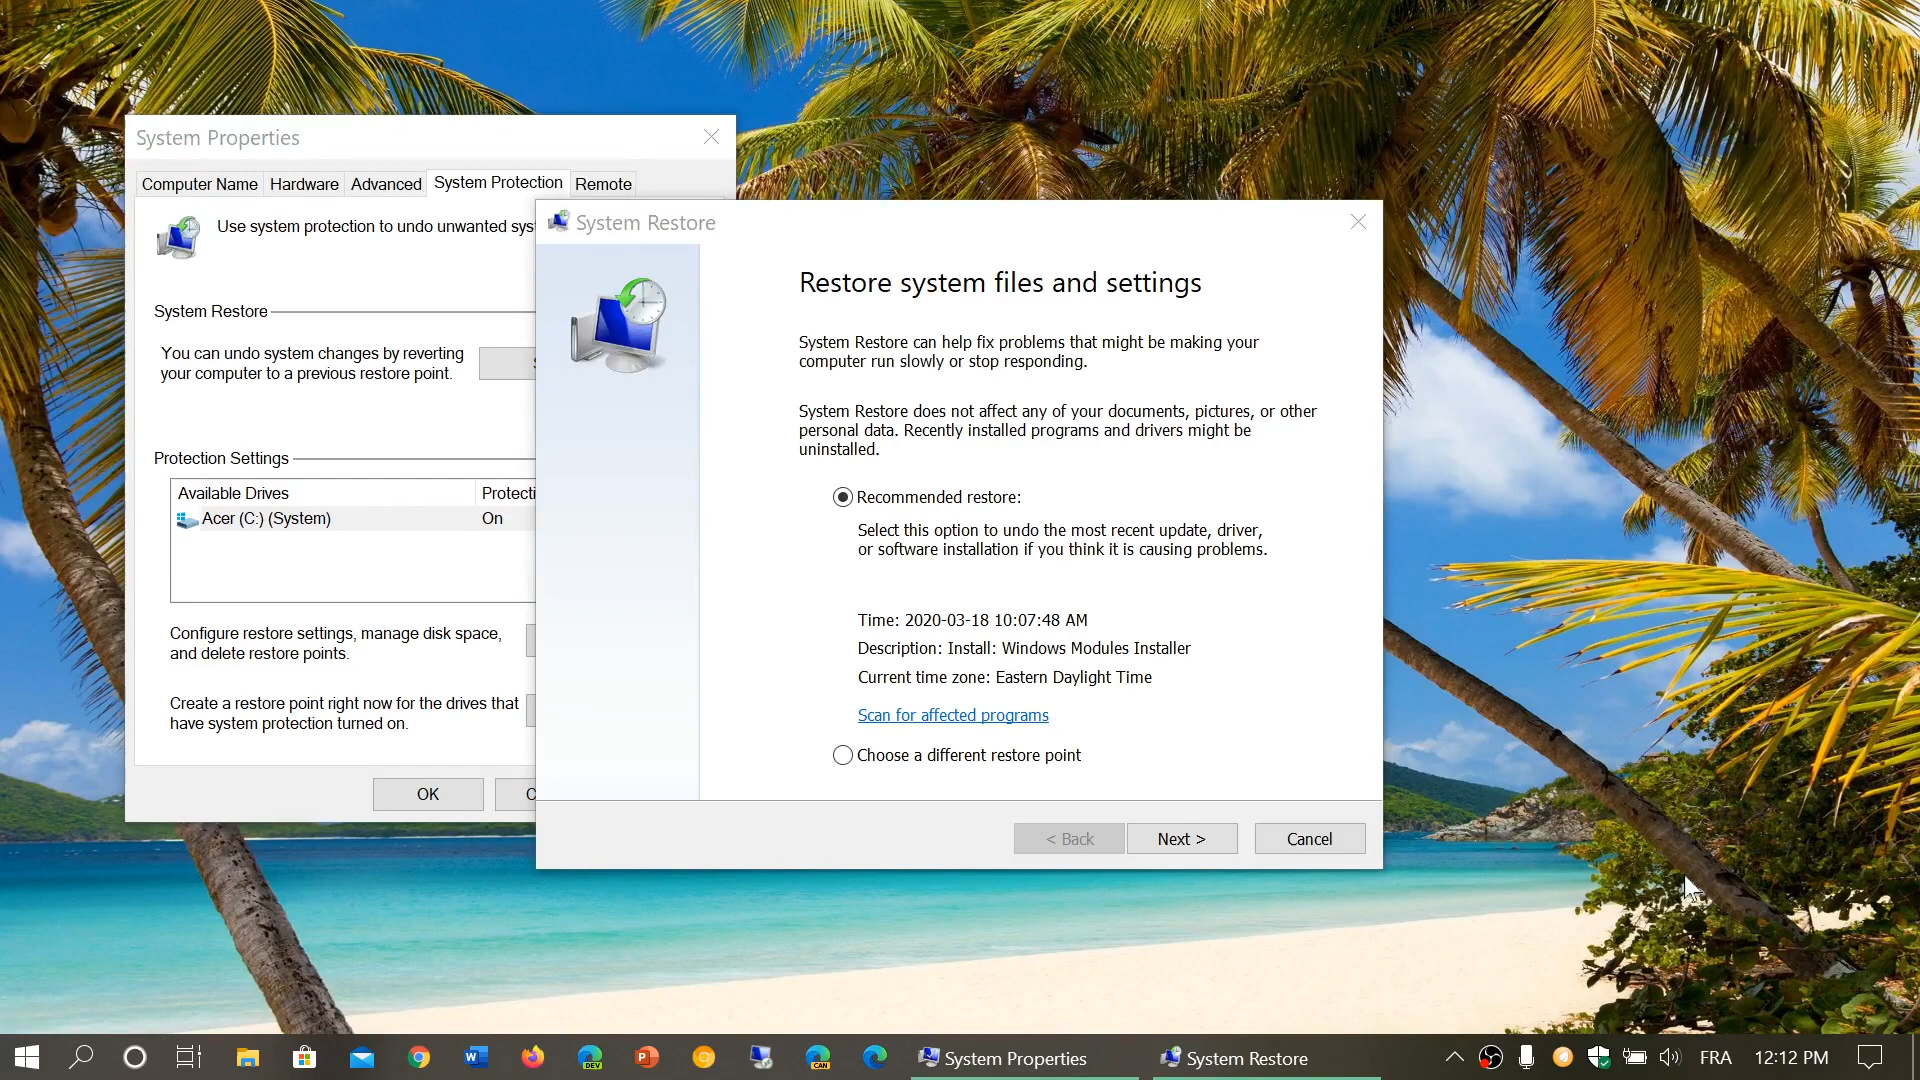 System Properties
Computer Name Hardware Advanced System Protection Remote
Use system protection to undo unwanted
System Restore
You can undo system changes by reverting
your computer to a previous restore point.
Protection Settings
Available Drives
Acer (C:) (System) On
Configure restore settings, manage disk space,
and delete restore points.
Create a restore point right now for the drives that
have system protection turned on.
OK
System Restore
Restore system files and settings
System Restore can help fix problems that might be making your
computer run slowly or stop responding.
System Restore does not affect any of your documents, pictures, or other
personal data. Recently installed programs and drivers might be
uninstalled.
Recommended restore:
Select this option to undo the most recent update, driver,
or software installation if you think it is causing problems.
Time: 2020-03-18 10:07:48 AM
Description: Install: Windows Modules Installer
Current time zone: Eastern Daylight Time
Scan for affected programs
Choose a different restore point
< Back Next > Cancel
DEV CAN System Properties System Restore FRA 12:12 PM